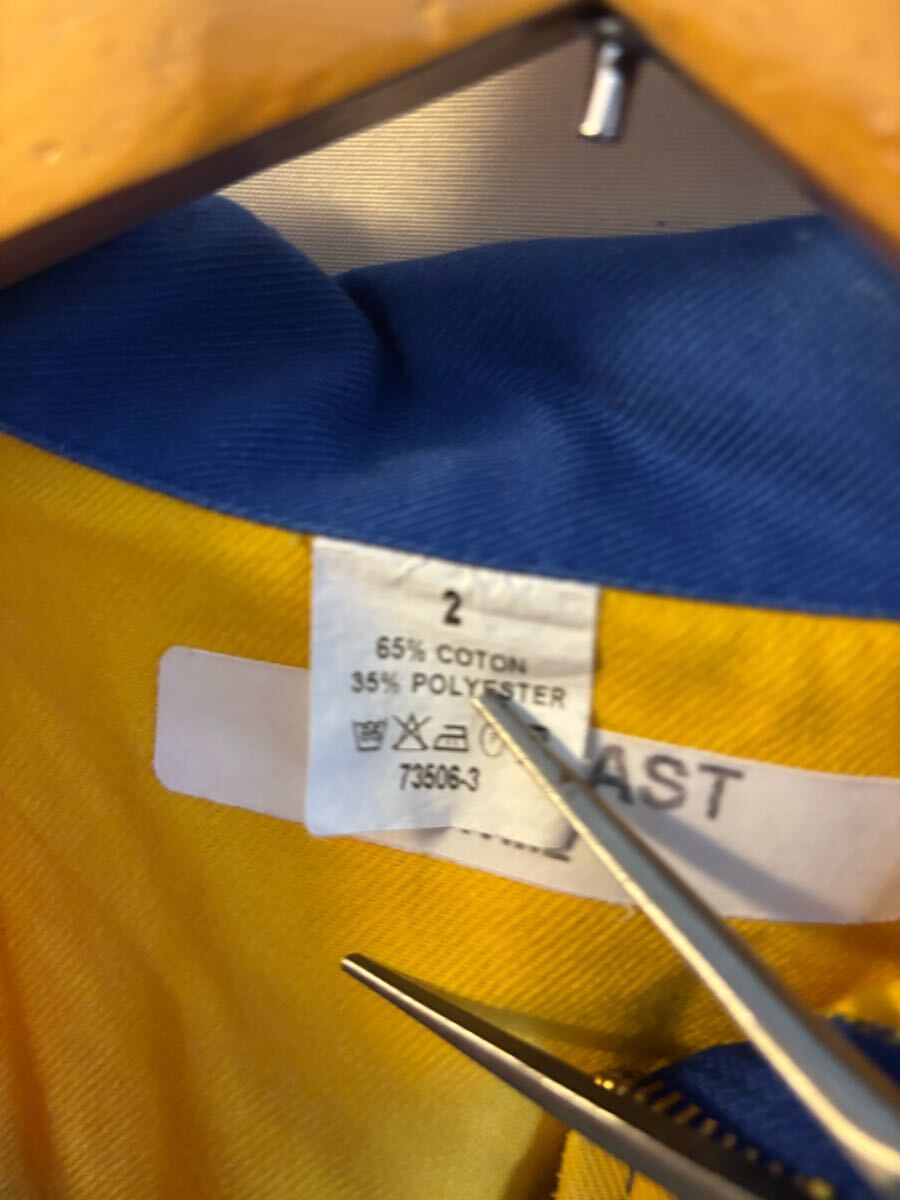 2
65% COTON
35% POLYESTER
73506-3
AST